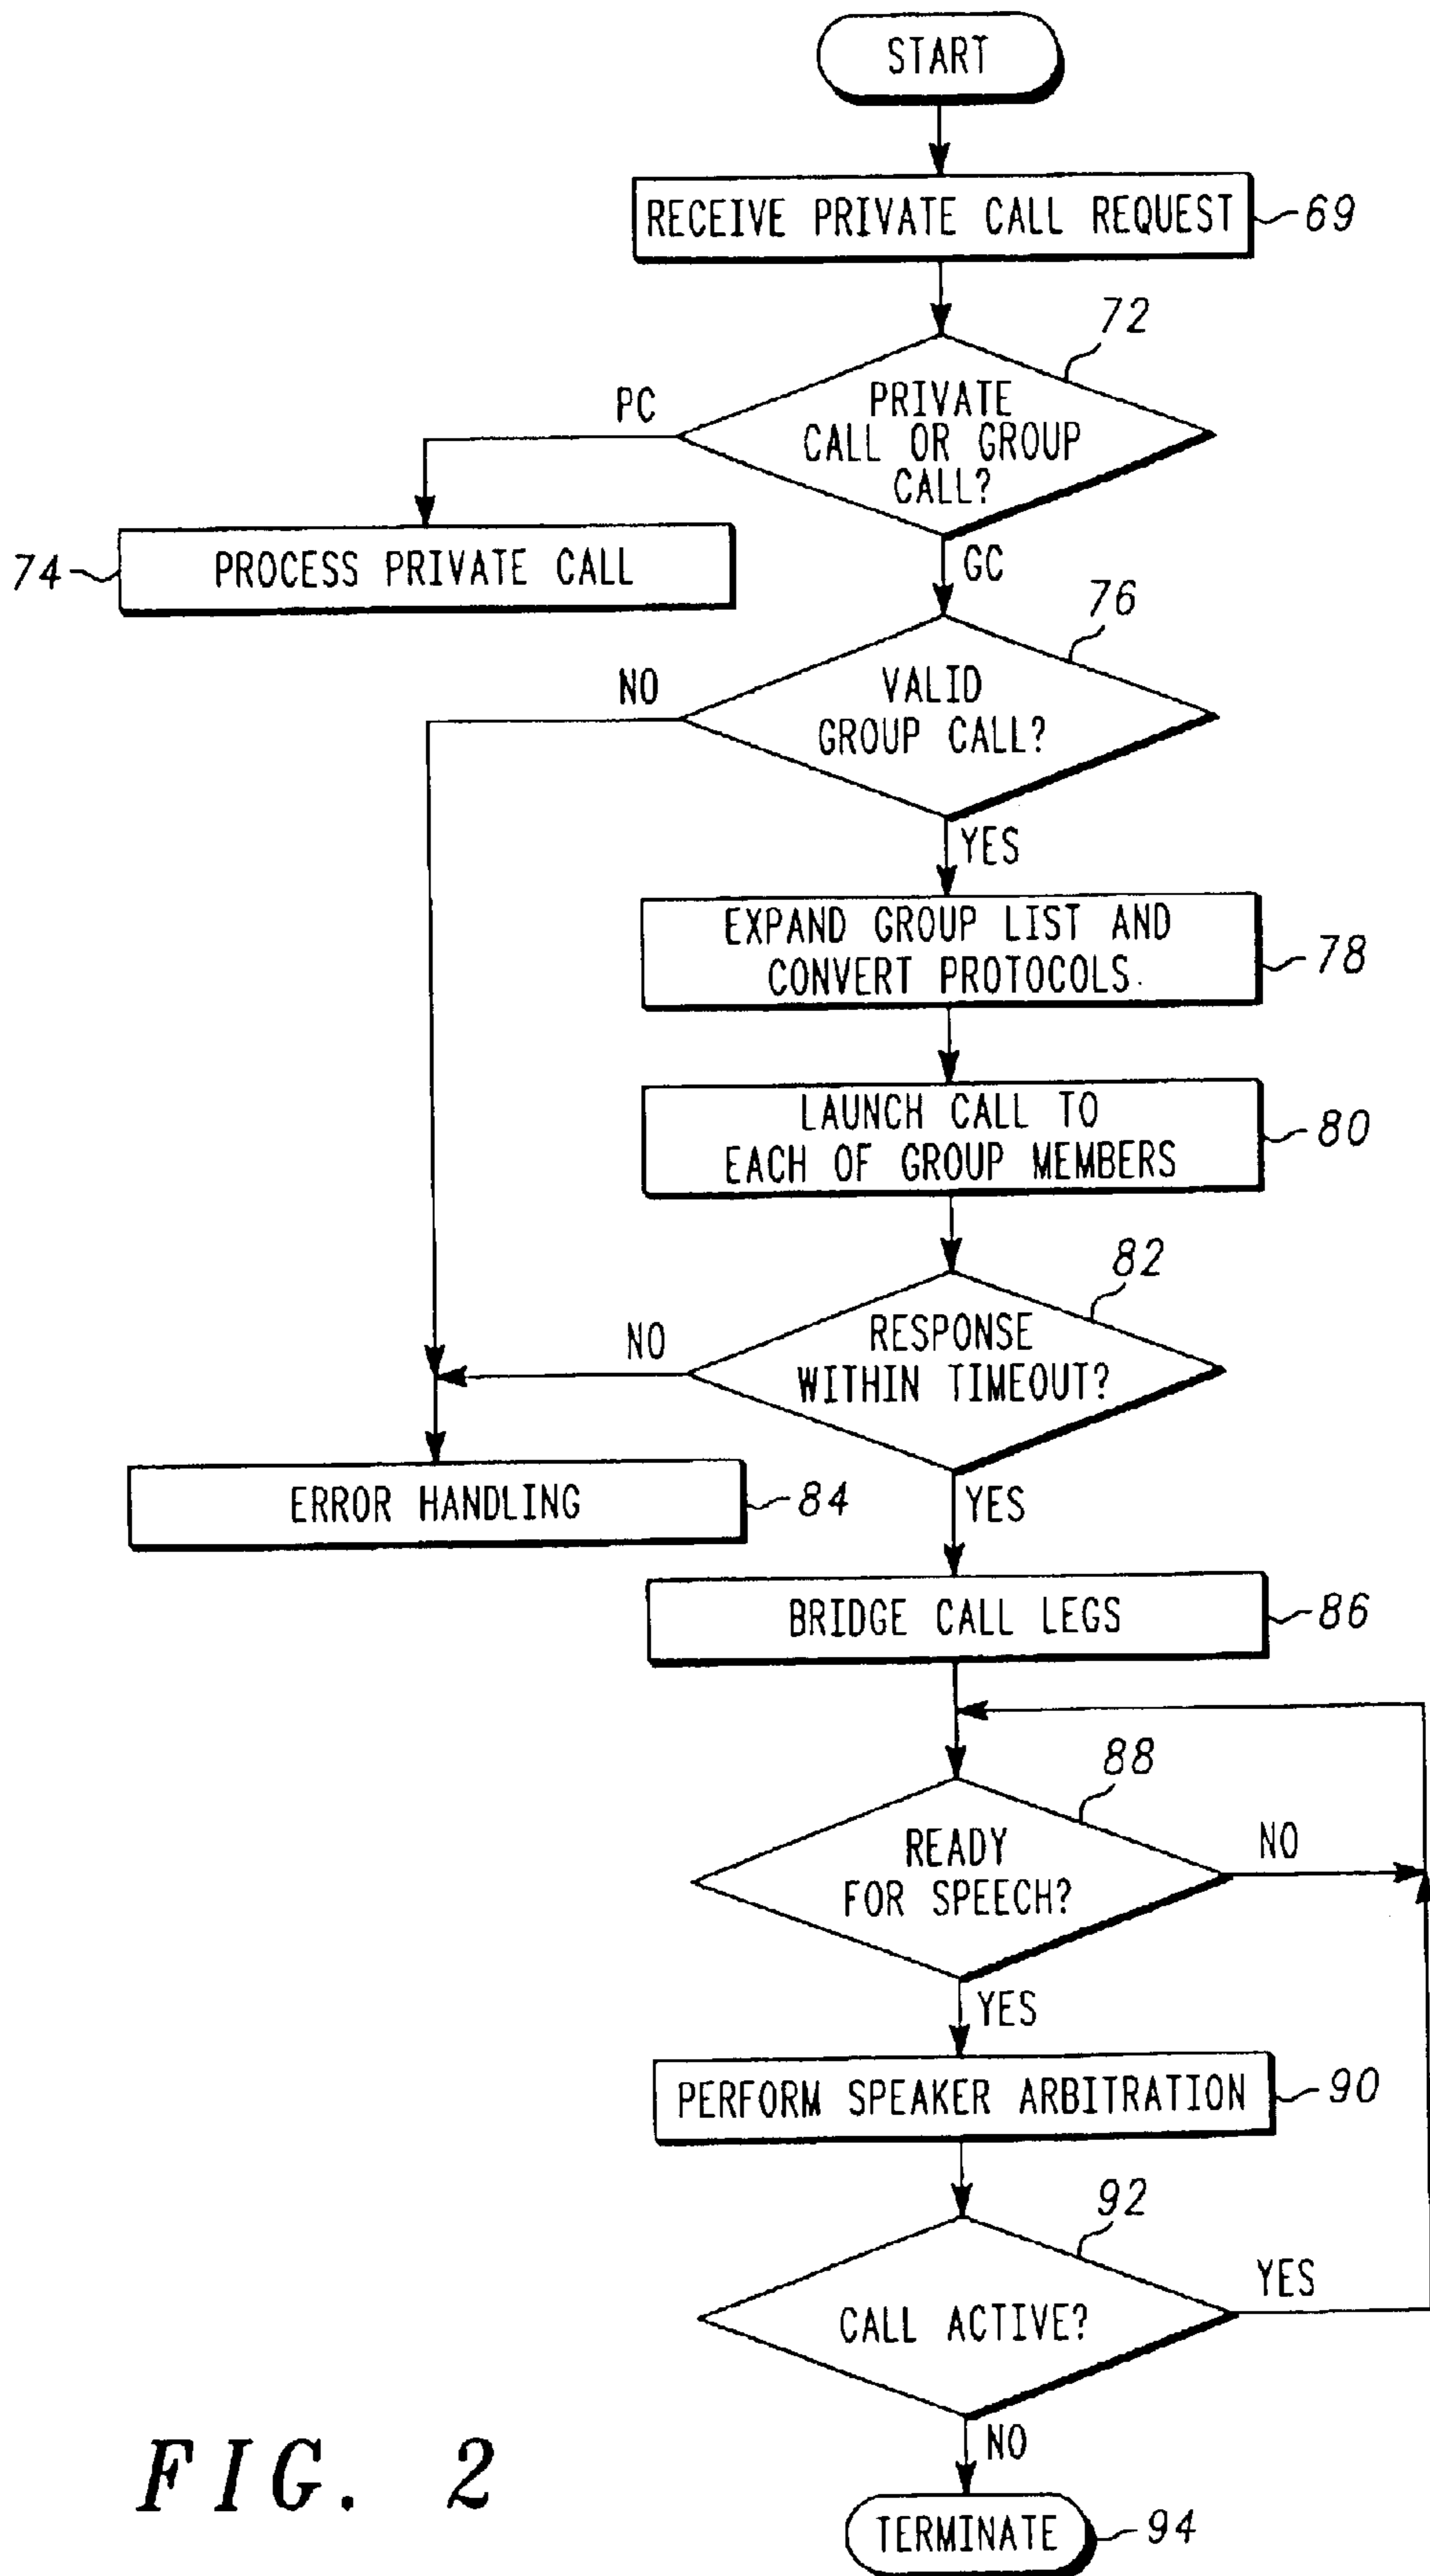 START
RECEIVE PRIVATE CALL REQUEST
69
72
PRIVATE
CALL OR GROUP
CALL?
PC
GC
74
PROCESS PRIVATE CALL
76
VALID
GROUP CALL?
NO
YES
EXPAND GROUP LIST AND
CONVERT PROTOCOLS
78
LAUNCH CALL TO
EACH OF GROUP MEMBERS
80
82
RESPONSE
WITHIN TIMEOUT?
NO
YES
ERROR HANDLING
84
BRIDGE CALL LEGS
86
88
READY
FOR SPEECH?
NO
YES
PERFORM SPEAKER ARBITRATION
90
92
CALL ACTIVE?
YES
NO
TERMINATE
94
FIG. 2